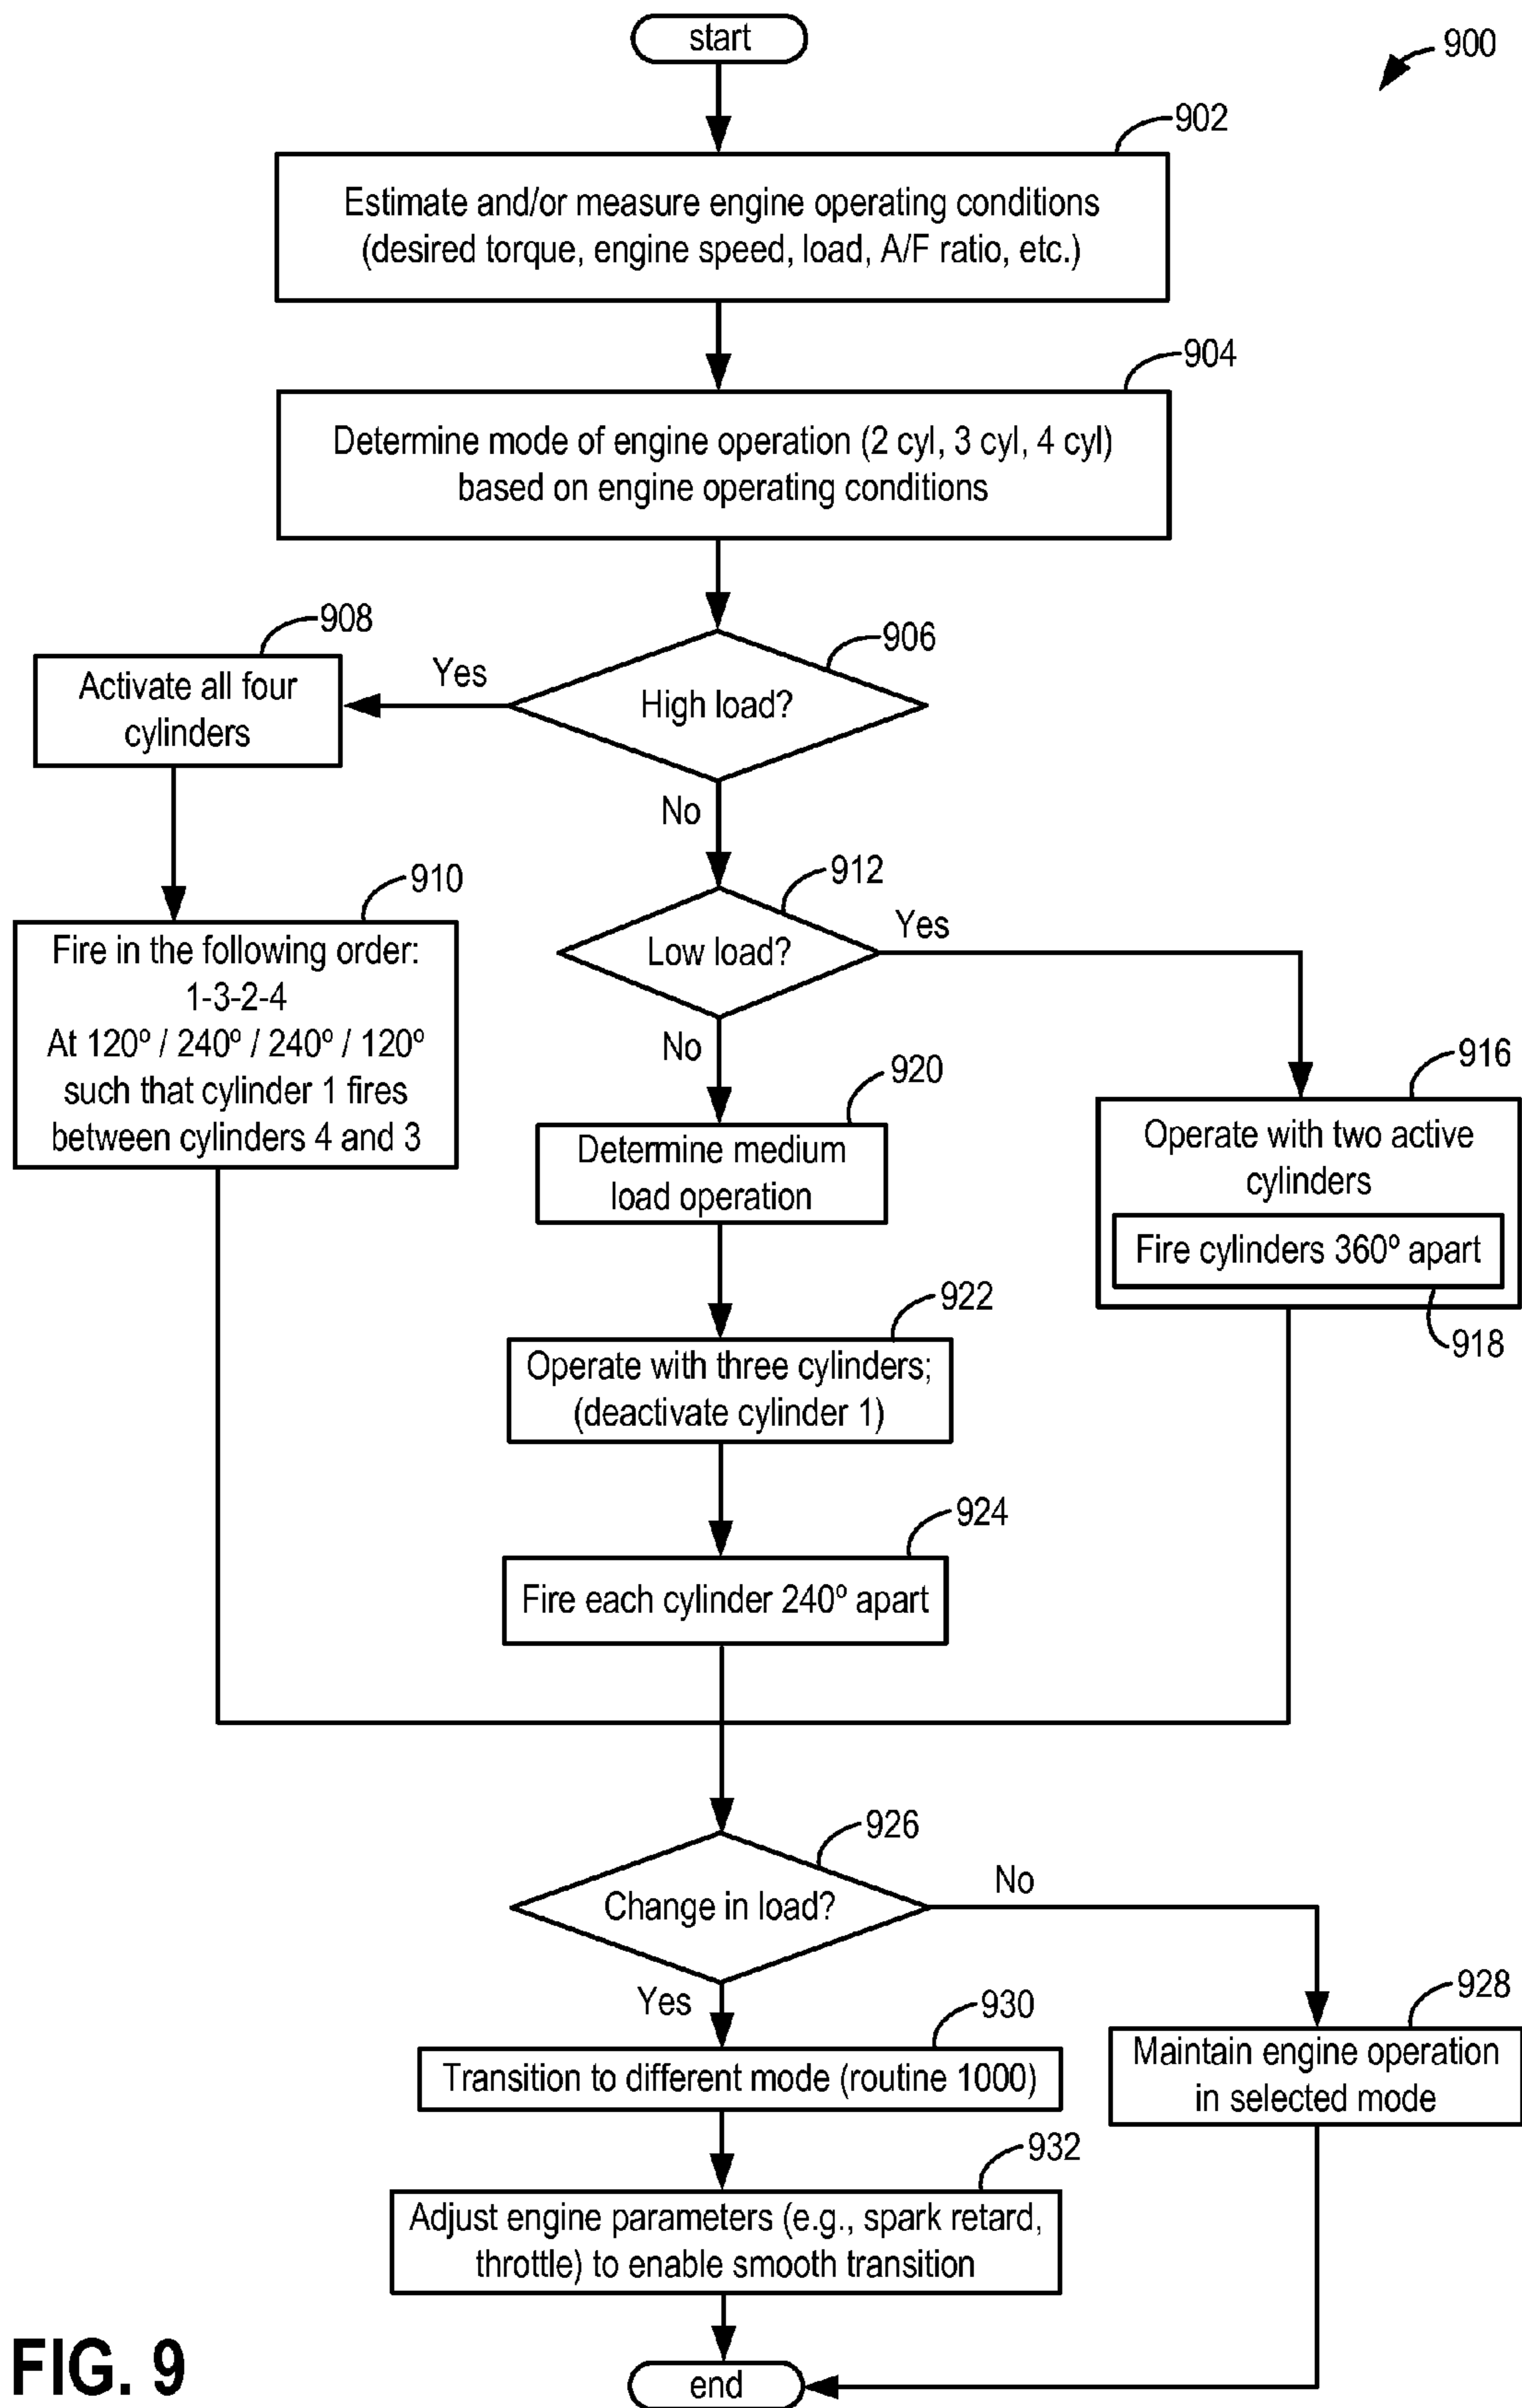 start
900
902
Estimate and/or measure engine operating conditions
(desired torque, engine speed, load, A/F ratio, etc.)
904
Determine mode of engine operation (2 cyl, 3 cyl, 4 cyl)
based on engine operating conditions
908
Activate all four
cylinders
Yes
906
High load?
No
910
Fire in the following order:
1-3-2-4
At 120º / 240º / 240º / 120º
such that cylinder 1 fires
between cylinders 4 and 3
912
Low load?
Yes
No
916
Operate with two active
cylinders
Fire cylinders 360º apart
918
920
Determine medium
load operation
922
Operate with three cylinders;
(deactivate cylinder 1)
924
Fire each cylinder 240º apart
926
Change in load?
No
Yes
928
Maintain engine operation
in selected mode
930
Transition to different mode (routine 1000)
932
Adjust engine parameters (e.g., spark retard,
throttle) to enable smooth transition
end
FIG. 9